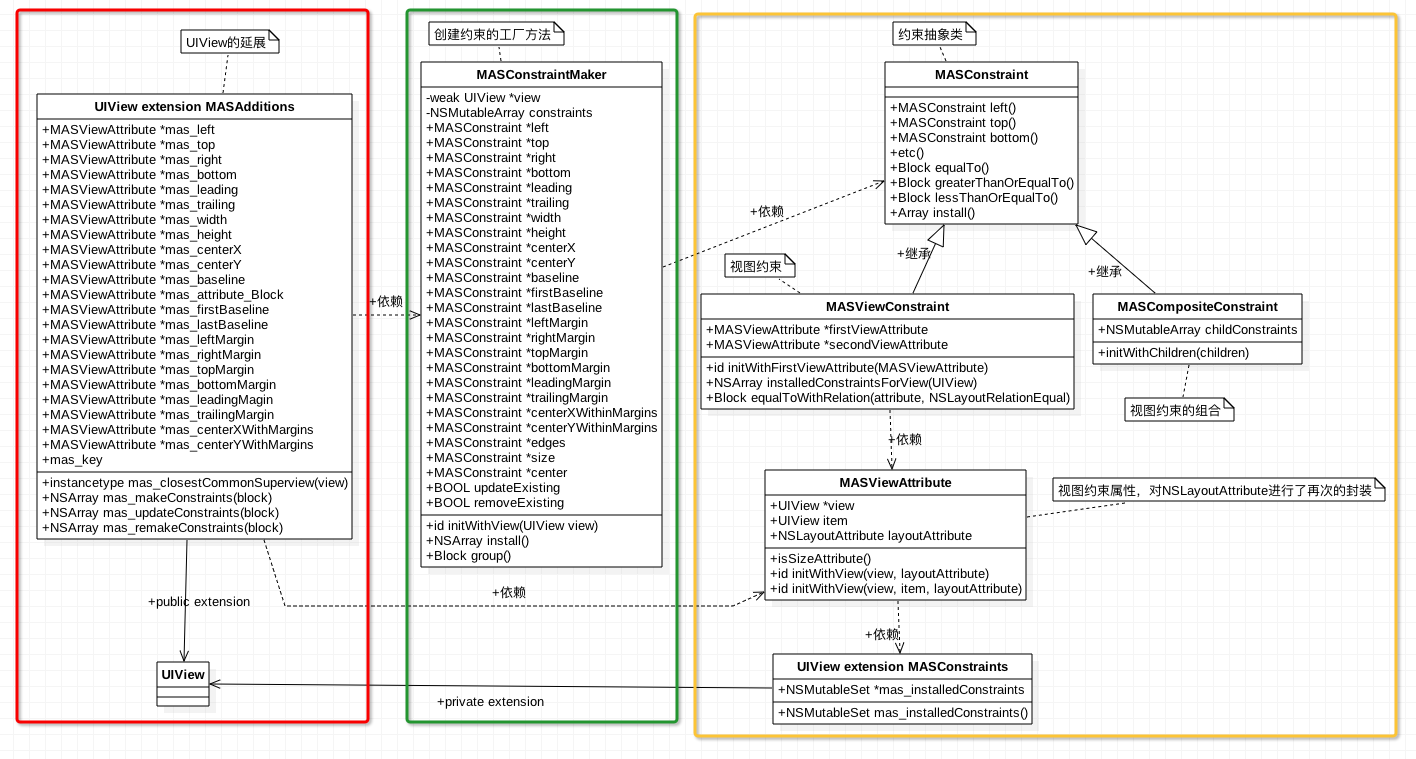 UIView的延展
UIView extension MASAdditions
+MASViewAttribute *mas_left
+MASViewAttribute *mas_top
+MASViewAttribute *mas_right
+MASViewAttribute *mas_bottom
+MASViewAttribute *mas_leading
+MASViewAttribute *mas_trailing
+MASViewAttribute *mas_width
+MASViewAttribute *mas_height
+MASViewAttribute *mas_centerX
+MASViewAttribute *mas_centerY
+MASViewAttribute *mas_baseline
+MASViewAttribute *mas_attribute_Block
+MASViewAttribute *mas_firstBaseline
+MASViewAttribute *mas_lastBaseline
+MASViewAttribute *mas_leftMargin
+MASViewAttribute *mas_rightMargin
+MASViewAttribute *mas_topMargin
+MASViewAttribute *mas_bottomMargin
+MASViewAttribute *mas_leadingMagin
+MASViewAttribute *mas_trailingMargin
+MASViewAttribute *mas_centerXWithMargins
+MASViewAttribute *mas_centerYWithMargins
+mas_key
+instancetype mas_closestCommonSuperview(view)
+NSArray mas_makeConstraints(block)
+NSArray mas_updateConstraints(block)
+NSArray mas_remakeConstraints(block)
+public extension
UIView
+依赖
创建约束的工厂方法
MASConstraintMaker
-weak UIView *view
-NSMutableArray constraints
+MASConstraint *left
+MASConstraint *top
+MASConstraint *right
+MASConstraint *bottom
+MASConstraint *leading
+MASConstraint *trailing
+MASConstraint *width
+MASConstraint *height
+MASConstraint *centerX
+MASConstraint *centerY
+MASConstraint *baseline
+MASConstraint *firstBaseline
+MASConstraint *lastBaseline
+MASConstraint *leftMargin
+MASConstraint *rightMargin
+MASConstraint *topMargin
+MASConstraint *bottomMargin
+MASConstraint *leadingMargin
+MASConstraint *trailingMargin
+MASConstraint *centerXWithinMargins
+MASConstraint *centerYWithinMargins
+MASConstraint *edges
+MASConstraint *size
+MASConstraint *center
+BOOL updateExisting
+BOOL removeExisting
+id initWithView(UIView view)
+NSArray install()
+Block group()
+依赖
+private extension
约束抽象类
MASConstraint
+MASConstraint left()
+MASConstraint top()
+MASConstraint bottom()
+etc()
+Block equalTo()
+Block greaterThanOrEqualTo()
+Block lessThanOrEqualTo()
+Array install()
+依赖
+继承
+继承
视图约束
MASViewConstraint
+MASViewAttribute *firstViewAttribute
+MASViewAttribute *secondViewAttribute
+id initWithFirstViewAttribute(MASViewAttribute)
+NSArray installedConstraintsForView(UIView)
+Block equalToWithRelation(attribute, NSLayoutRelationEqual)
MASCompositeConstraint
+NSMutableArray childConstraints
+initWithChildren(children)
视图约束的组合
+依赖
MASViewAttribute
+UIView *view
+UIView item
+NSLayoutAttribute layoutAttribute
+isSizeAttribute()
+id initWithView(view, layoutAttribute)
+id initWithView(view, item, layoutAttribute)
视图约束属性，对NSLayoutAttribute进行了再次的封装
+依赖
UIView extension MASConstraints
+NSMutableSet *mas_installedConstraints
+NSMutableSet mas_installedConstraints()